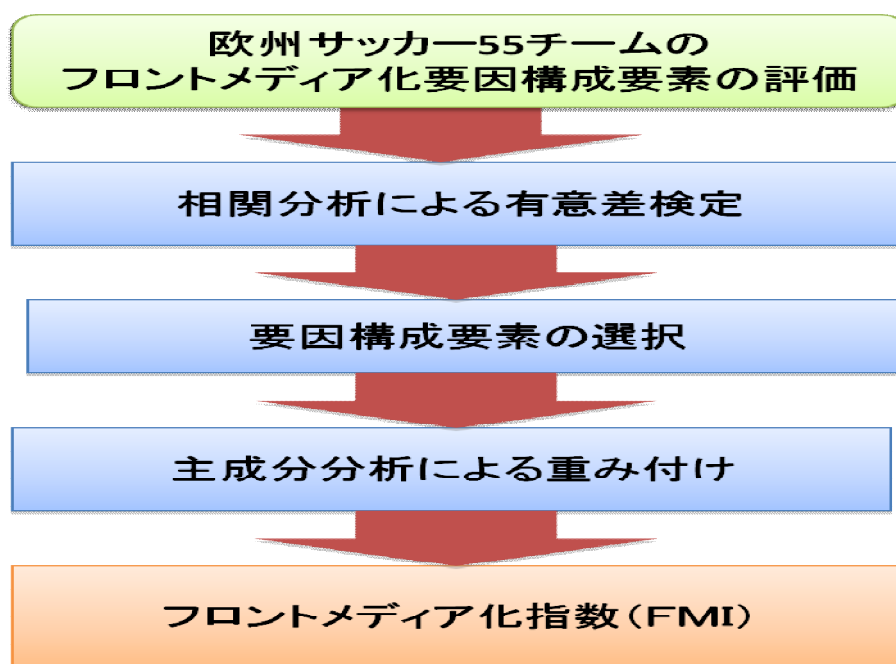 欧州サッカー55チームの
フロントメディア化要因構成要素の評価
相関分析による有意差検定
要因構成要素の選択
主成分分析による重み付け
フロントメディア化指数(FMI)